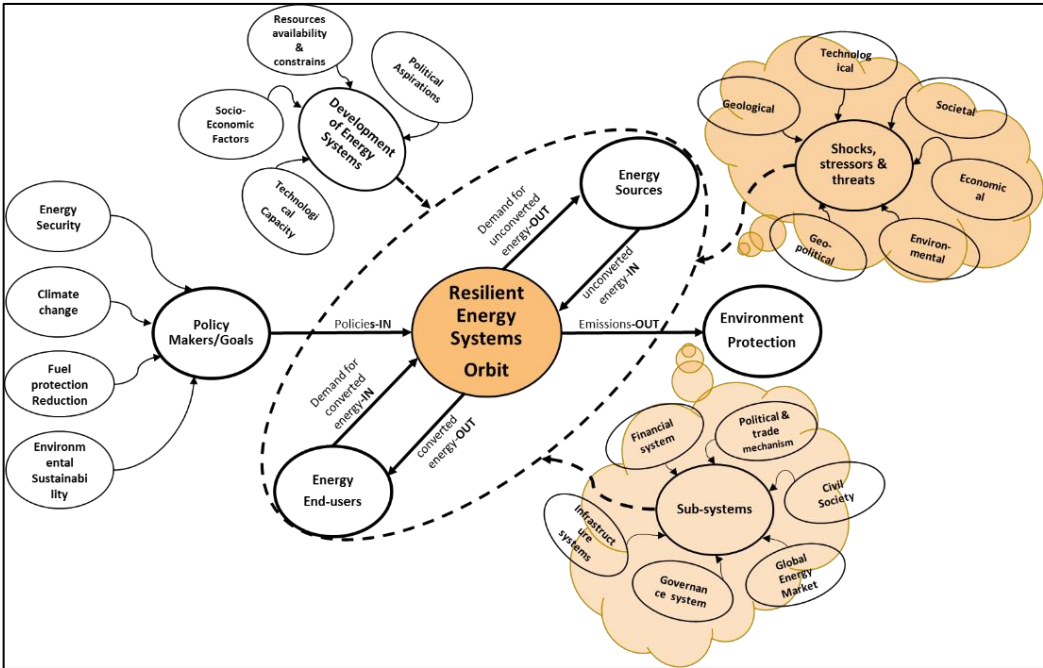 Resources
availability
&
constrains
Political
Aspirations
Socio-
Economic
Factors
Technologi
cal
Capacity
Development
of Energy
Systems
Technolog
ical
Geological
Societal
Shocks,
stressors &
threats
Economic
al
Geo-
political
Environ-
mental
Energy
Security
Climate
change
Fuel
protection
Reduction
Environm
ental
Sustainabi
lity
Policy
Makers/Goals
Policies-IN
Energy
Sources
Demand for
unconverted
energy-OUT
unconverted
energy-IN
Resilient
Energy
Systems
Orbit
Emissions-OUT
Environment
Protection
Demand for
converted
energy-IN
converted
energy-OUT
Energy
End-users
Financial
system
Political &
trade
mechanism
Civil
Society
Sub-systems
Infrastruct
ure
systems
Governan
ce system
Global
Energy
Market